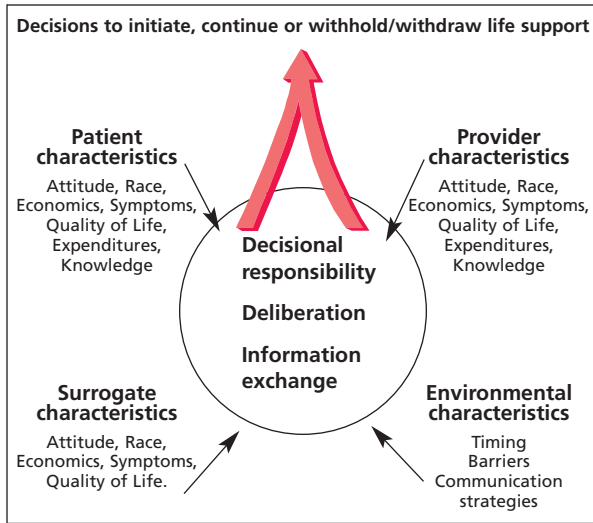 Decisions to initiate, continue or withhold/withdraw life support
Patient
characteristics
Attitude, Race,
Economics, Symptoms,
Quality of Life,
Expenditures,
Knowledge
Provider
characteristics
Attitude, Race,
Economics, Symptoms,
Quality of Life,
Expenditures,
Knowledge
Decisional
responsibility
Deliberation
Information
exchange
Surrogate
characteristics
Attitude, Race,
Economics, Symptoms,
Quality of Life.
Environmental
characteristics
Timing
Barriers
Communication
strategies